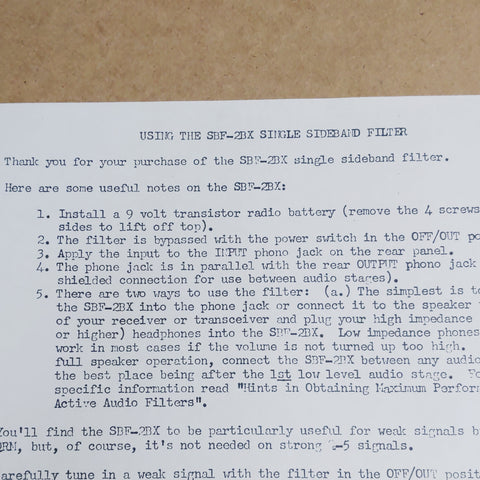 USING THE SBF-2BX SINGLE SIDEBAND FILTER
Thank you for your purchase of the SBF-2BX single sideband filter.
Here are some useful notes on the SBF-2BX:
1. Install a 9 volt transistor radio battery (remove the 4 screws
sides to lift off top).
2. The filter is bypassed with the power switch in the OFF/OUT po
3. Apply the input to the INPUT phono jack on the rear panel.
4. The phone jack is in parallel with the rear OUTPUT phono jack
shielded connection for use between audio stages).
5. There are two ways to use the filter: (a.) The simplest is to
the SBF-2BX into the phone jack or connect it to the speaker
of your receiver or transceiver and plug your high impedance
or higher) headphones into the SBF-2BX. Low impedance phones
work in most cases if the volume is not turned up too high.
full speaker operation, connect the SBF-2BX between any audio
the best place being after the 1st low level audio stage. Fo
specific information read "Hints in Obtaining Maximum Perfor
Active Audio Filters".
You'll find the SBF-2BX to be particularly useful for weak signals b
QRM, but, of course, it's not needed on strong -5 signals.
arefully tune in a weak signal with the filter in the OFF/OUT posit